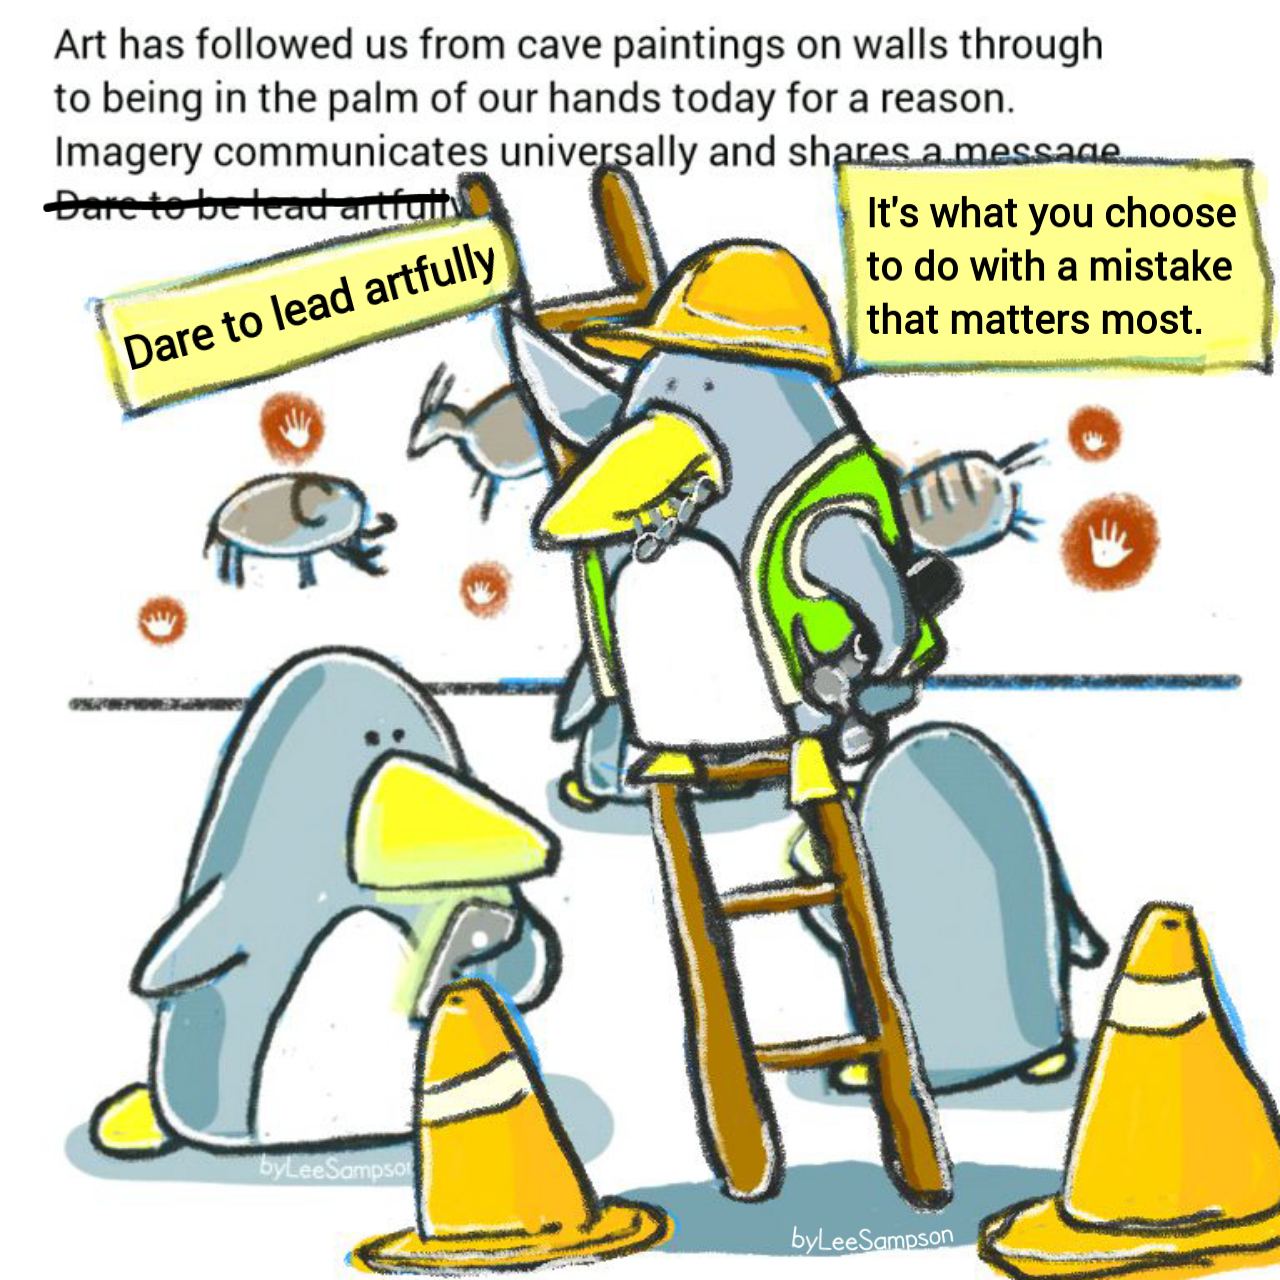 Art has followed us from cave paintings on walls through
to being in the palm of our hands today for a reason.
Imagery communicates universally and shares a message
Dare to be lead artfully
Dare to lead artfully
It's what you choose
to do with a mistake
that matters most.
byLeeSampson
byLeeSampson